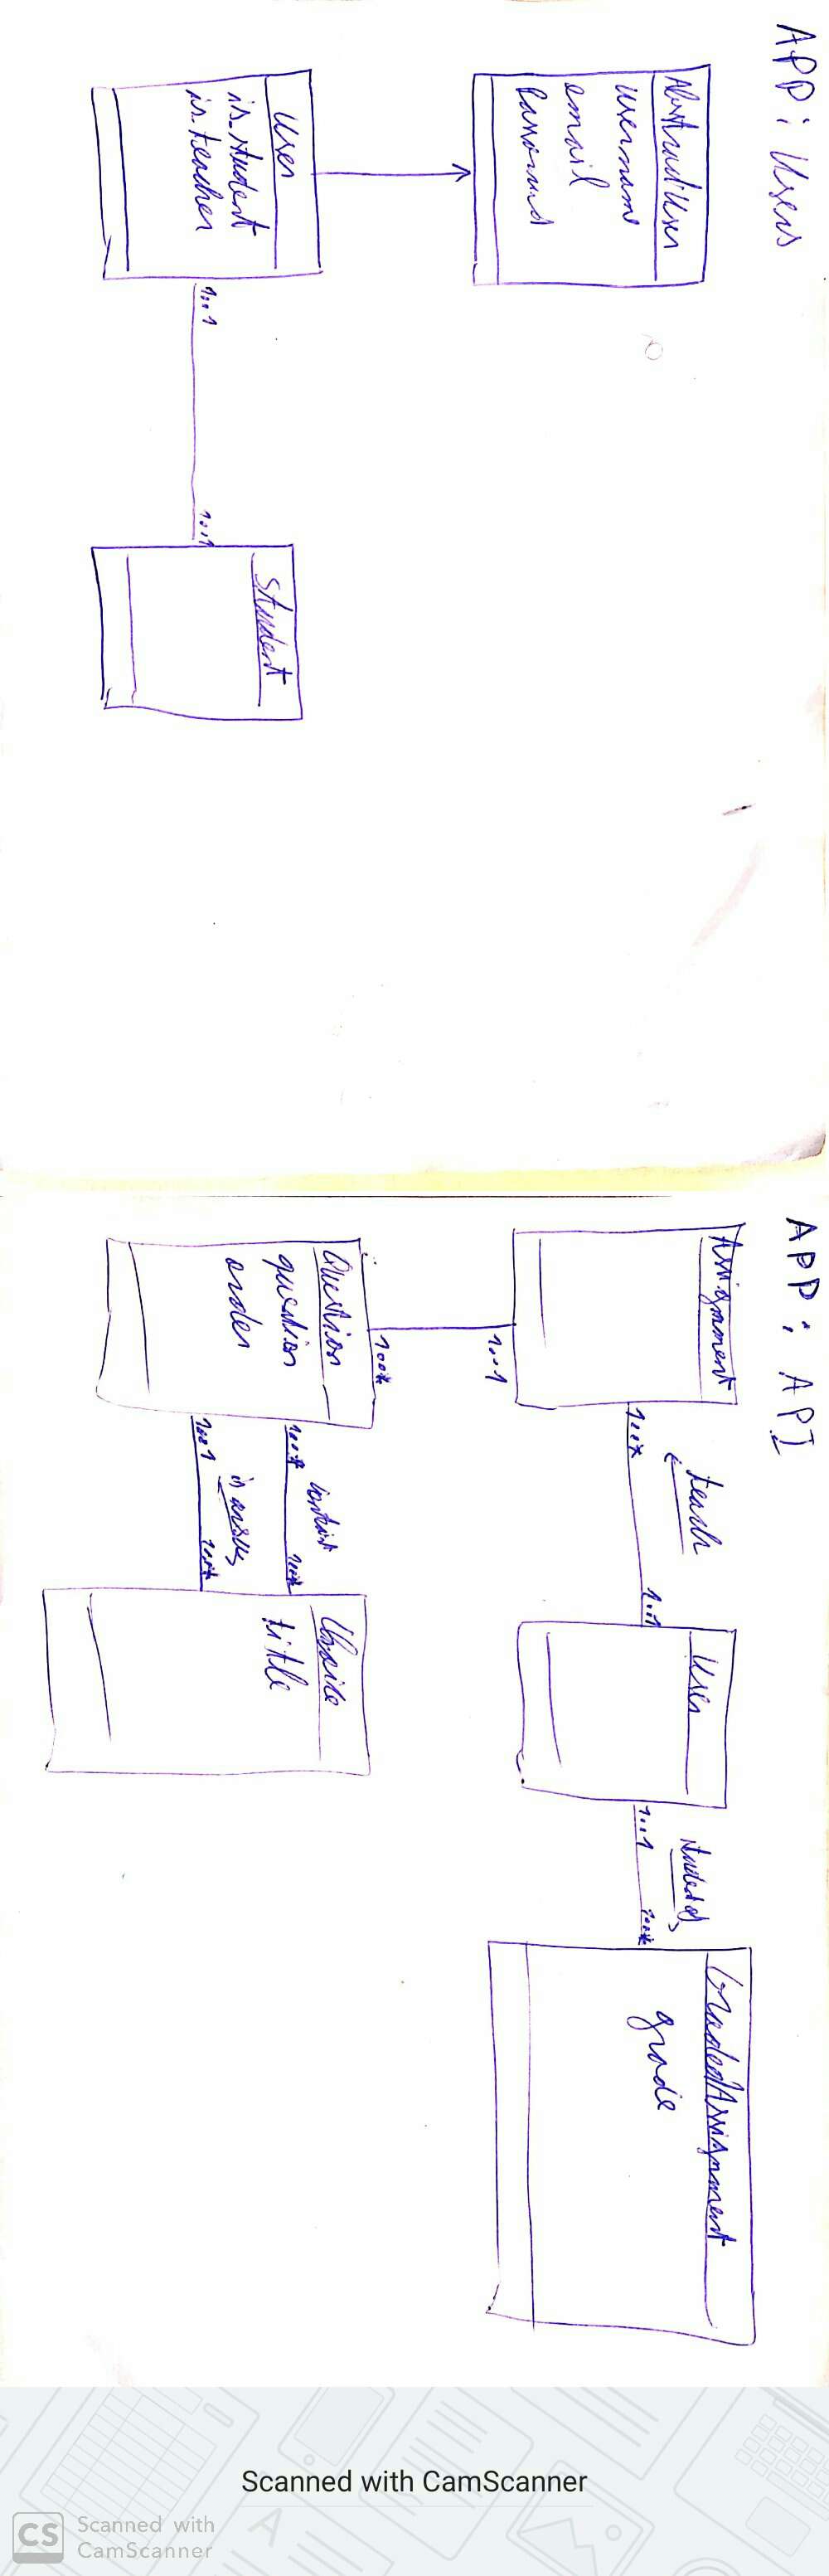 APP: Users
AbstractUser
username
email
password
User
is_student
is_teacher
1..1
1..1
Student
APP: API
Assignment
1..*
teach
1..1
User
1..1
1..*
GradedAssignment
grade
1..1
1..*
Question
question
order
1..*
contain
1..*
1..1
1..*
Choice
title
Scanned with CamScanner
CS
Scanned with
CamScanner